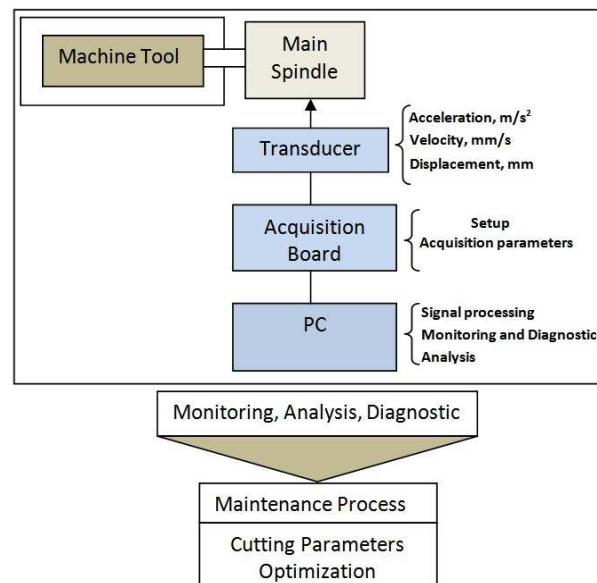 Machine Tool
Main
Spindle
Transducer
Acceleration, m/s²
Velocity, mm/s
Displacement, mm
Acquisition
Board
Setup
Acquisition parameters
PC
Signal processing
Monitoring and Diagnostic
Analysis
Monitoring, Analysis, Diagnostic
Maintenance Process
Cutting Parameters
Optimization